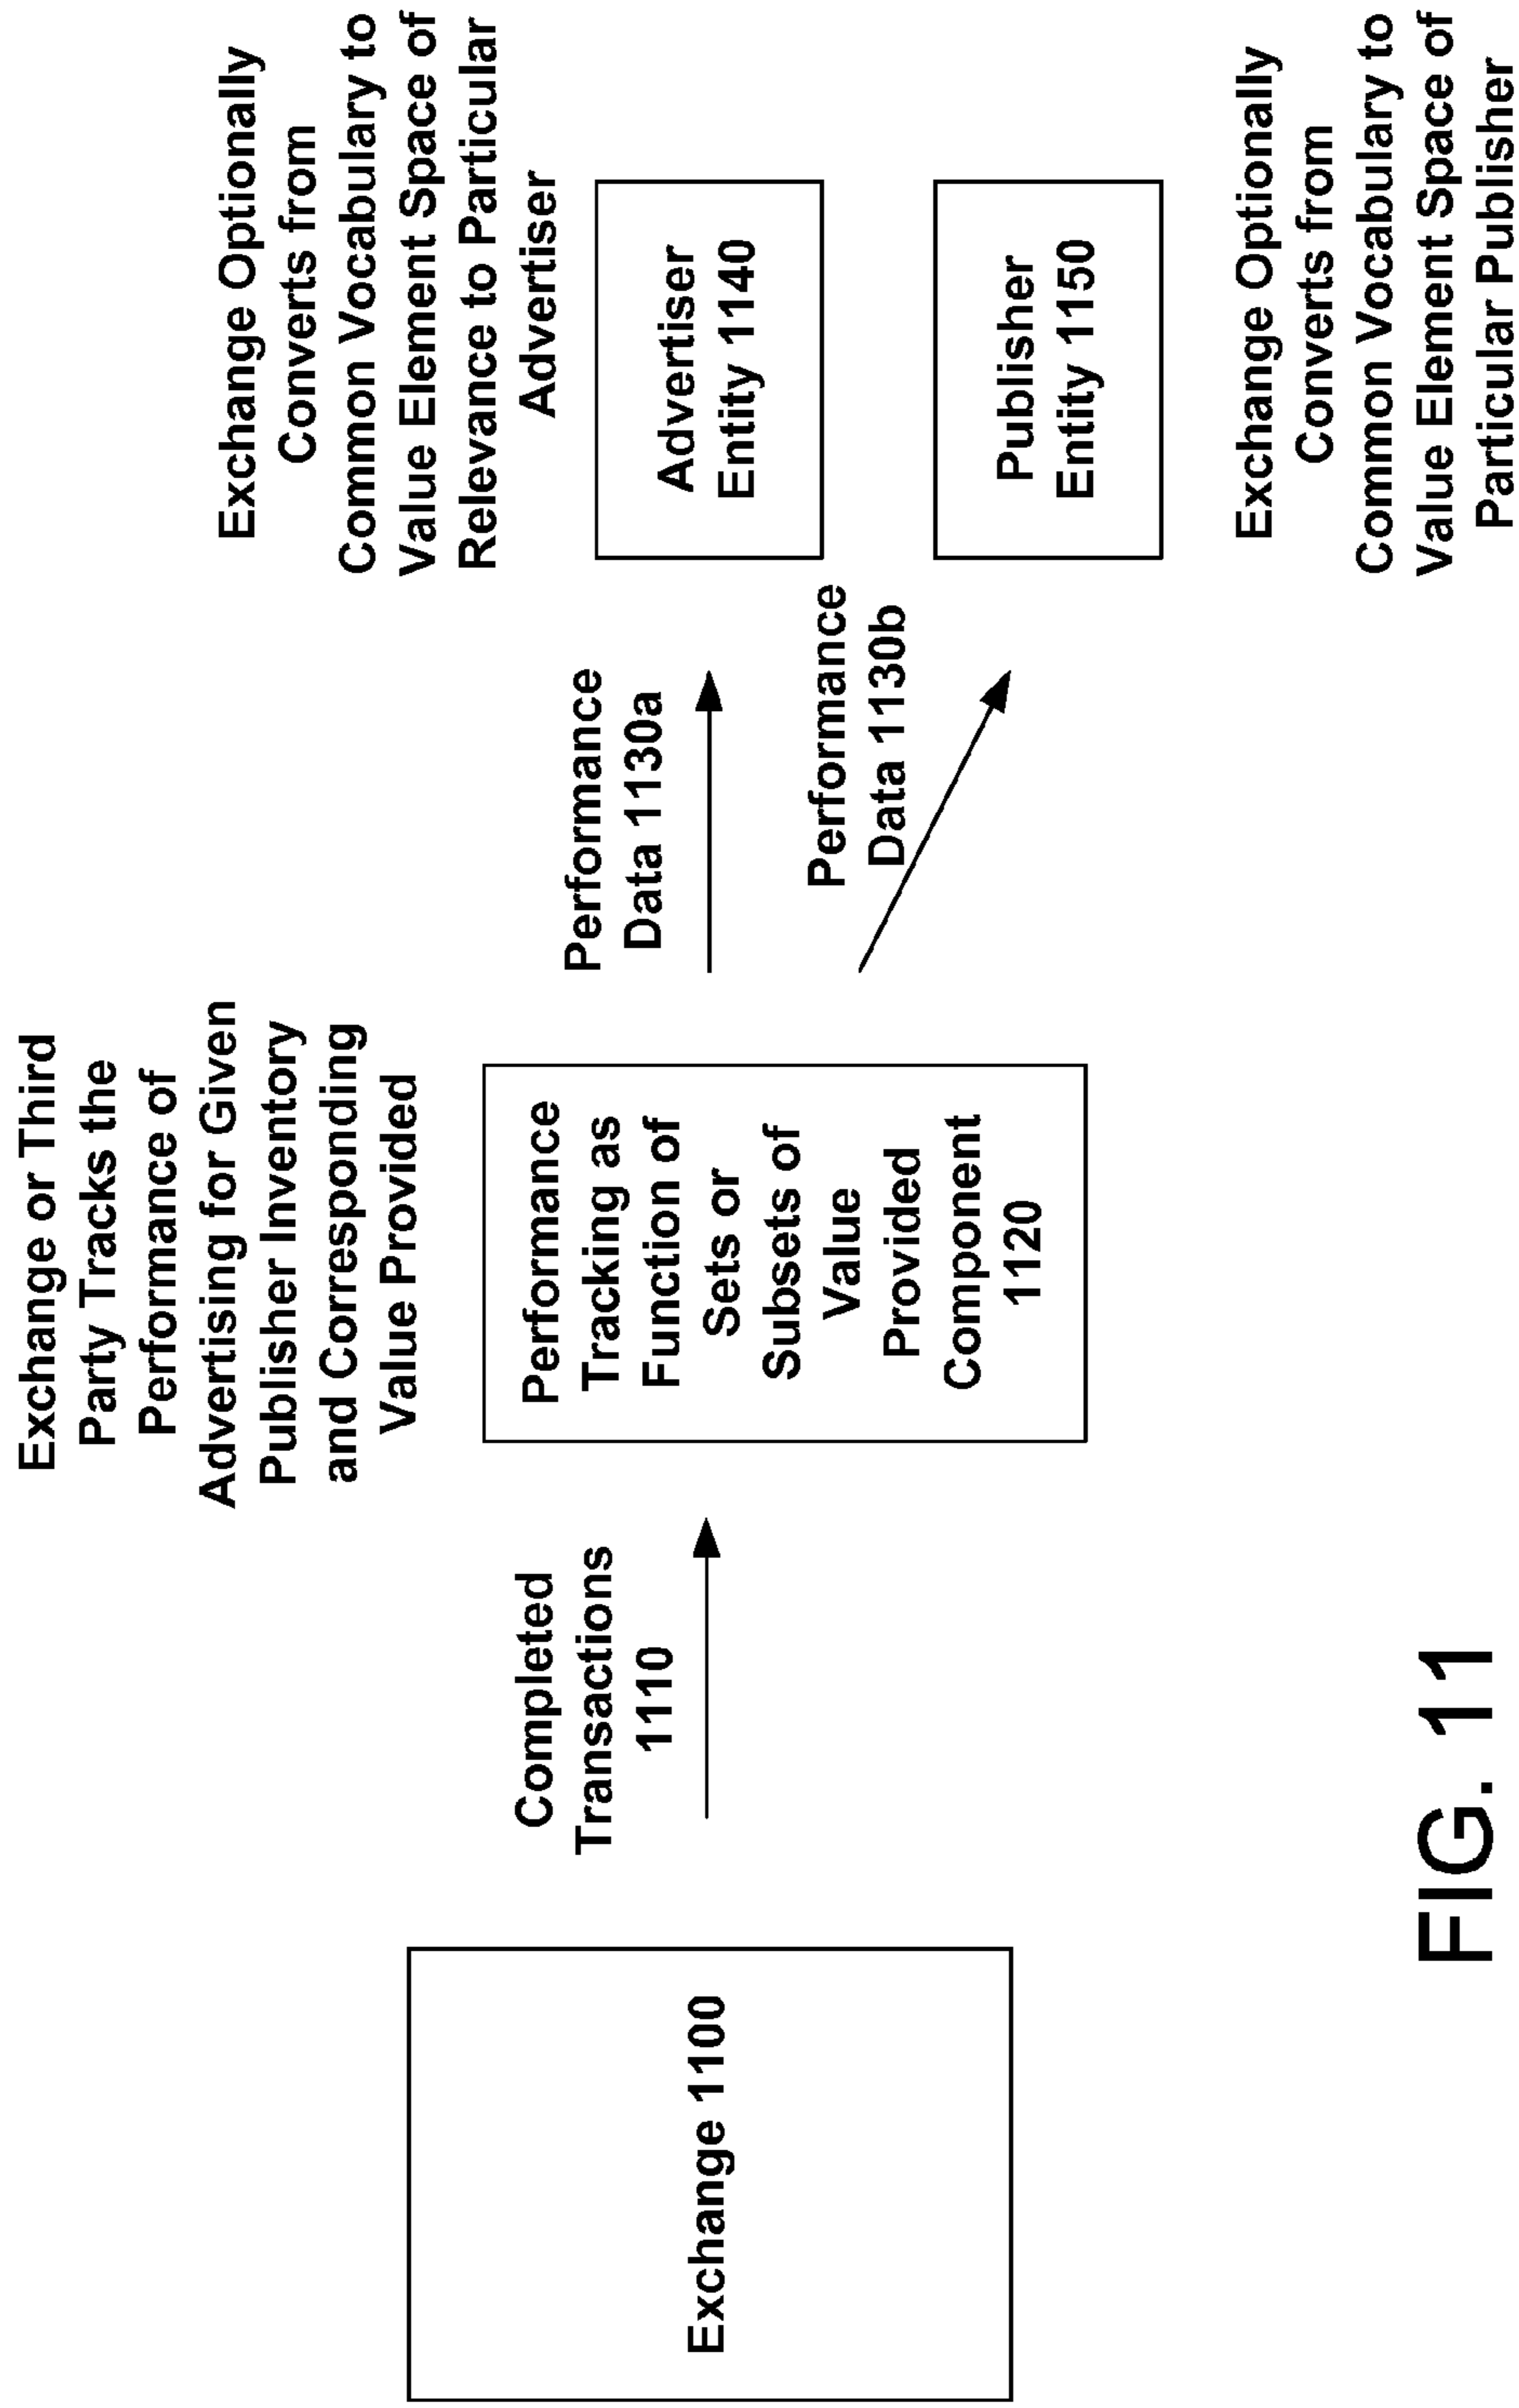 Exchange or Third
Party Tracks the
Performance of
Advertising for Given
Publisher Inventory
and Corresponding
Value Provided
Exchange Optionally
Converts from
Common Vocabulary to
Value Element Space of
Relevance to Particular
Advertiser
Exchange 1100
Completed
Transactions
1110
Performance
Tracking as
Function of
Sets or
Subsets of
Value
Provided
Component
1120
Performance
Data 1130a
Advertiser
Entity 1140
Performance
Data 1130b
Publisher
Entity 1150
Exchange Optionally
Converts from
Common Vocabulary to
Value Element Space of
Particular Publisher
FIG. 11